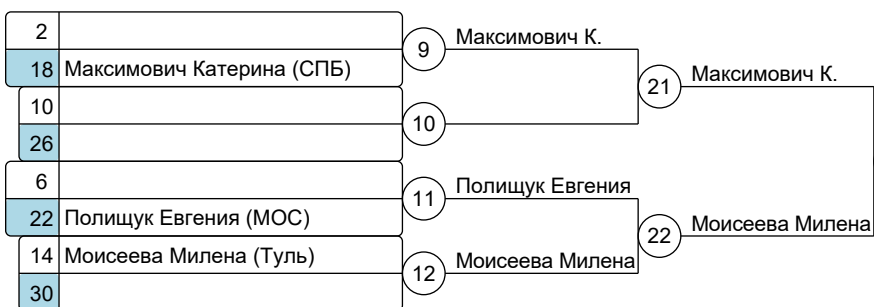 2
9
Максимович К.
18 Максимович Катерина (СПБ)
21
Максимович К.
10
10
26
6
11
Полищук Евгения
22 Полищук Евгения (МОС)
22
Моисеева Милена
14 Моисеева Милена (Туль)
12
Моисеева Милена
30